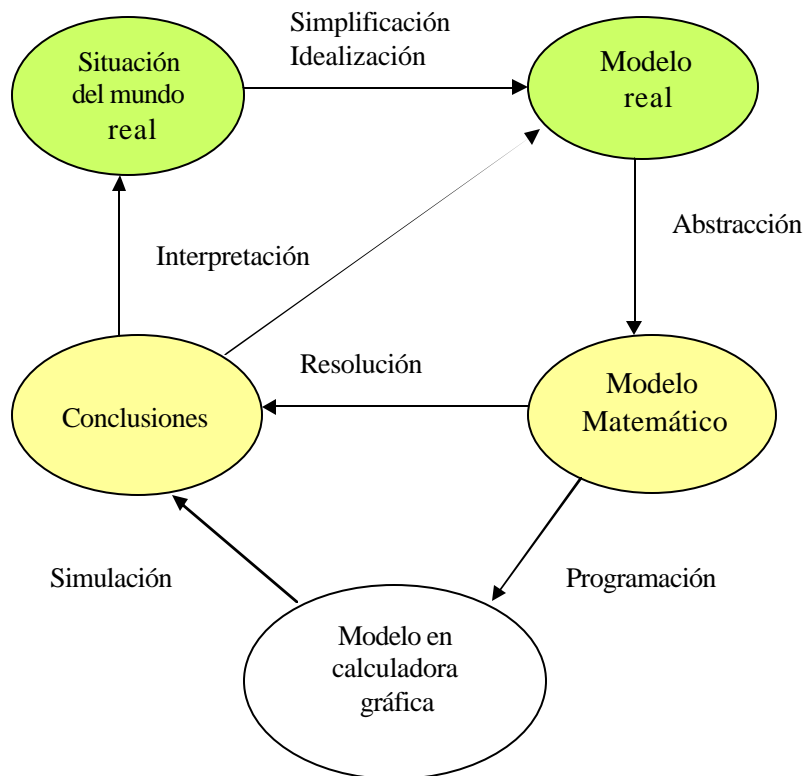 Simplificación
Idealización
Situación
del mundo
real
Modelo
real
Abstracción
Interpretación
Resolución
Conclusiones
Modelo
Matemático
Simulación
Programación
Modelo en
calculadora
gráfica